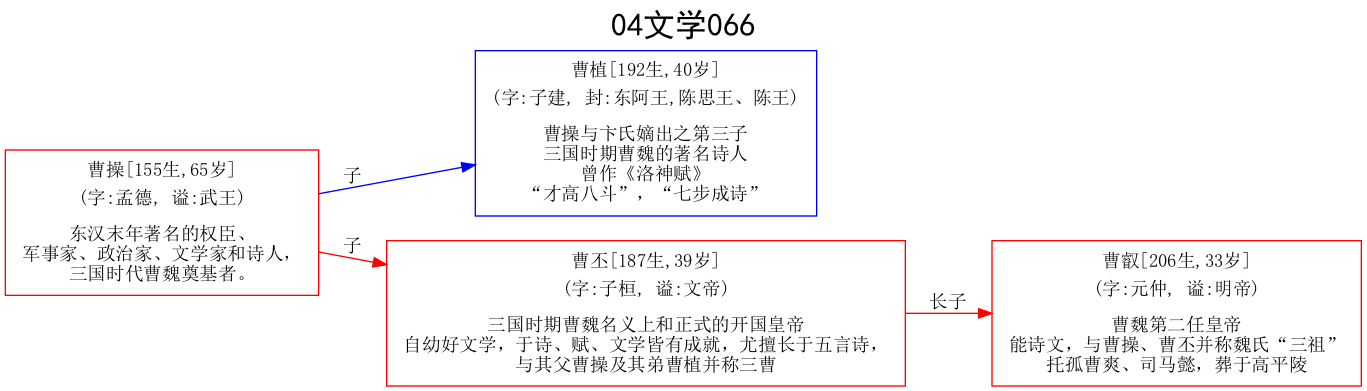 04文学066
曹植[192生,40岁]
(字:子建, 封:东阿王,陈思王、陈王)
曹操与卞氏嫡出之第三子
三国时期曹魏的著名诗人
曾作《洛神赋》
“才高八斗”，“七步成诗”
曹操[155生,65岁]
(字:孟德, 谥:武王)
东汉末年著名的权臣、
军事家、政治家、文学家和诗人，
三国时代曹魏奠基者。
子
子
曹丕[187生,39岁]
(字:子桓, 谥:文帝)
三国时期曹魏名义上和正式的开国皇帝
自幼好文学，于诗、赋、文学皆有成就，尤擅长于五言诗，
与其父曹操及其弟曹植并称三曹
长子
曹叡[206生,33岁]
(字:元仲, 谥:明帝)
曹魏第二任皇帝
能诗文，与曹操、曹丕并称魏氏“三祖”
托孤曹爽、司马懿，葬于高平陵